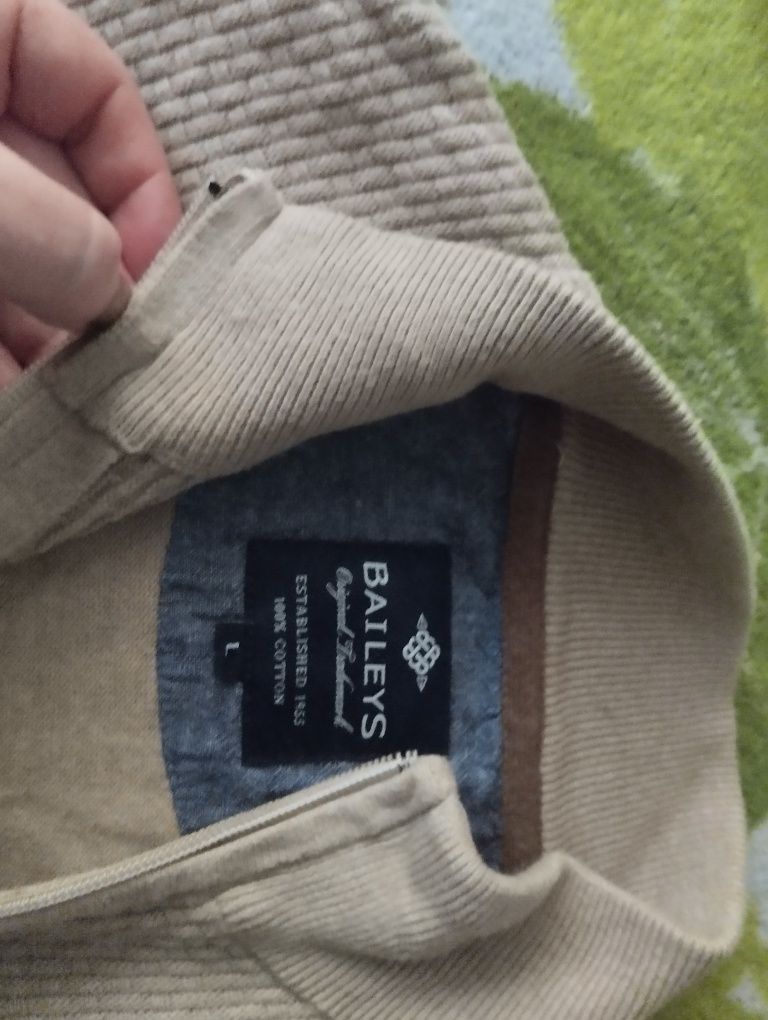 BAILEYS
Original Trademark
ESTABLISHED 1955
100% COTTON
L